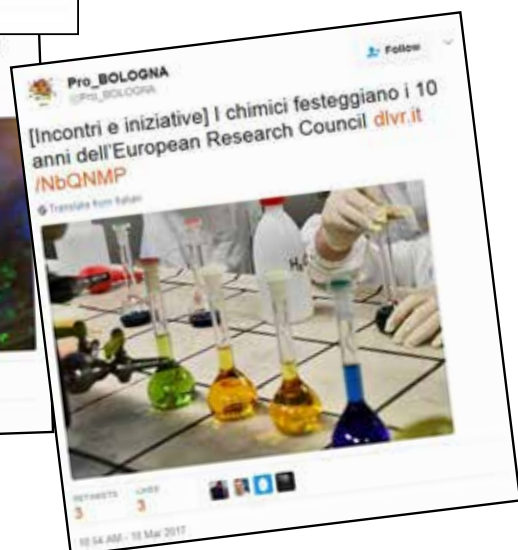 Pro_BOLOGNA
@Pro_BOLOGNA
Follow
[Incontri e iniziative] I chimici festeggiano i 10
anni dell'European Research Council dlvr.it
/NbQNMP
Translate from Italian
RETWEETS
3
LIKES
3
10:54 AM - 10 Mar 2017